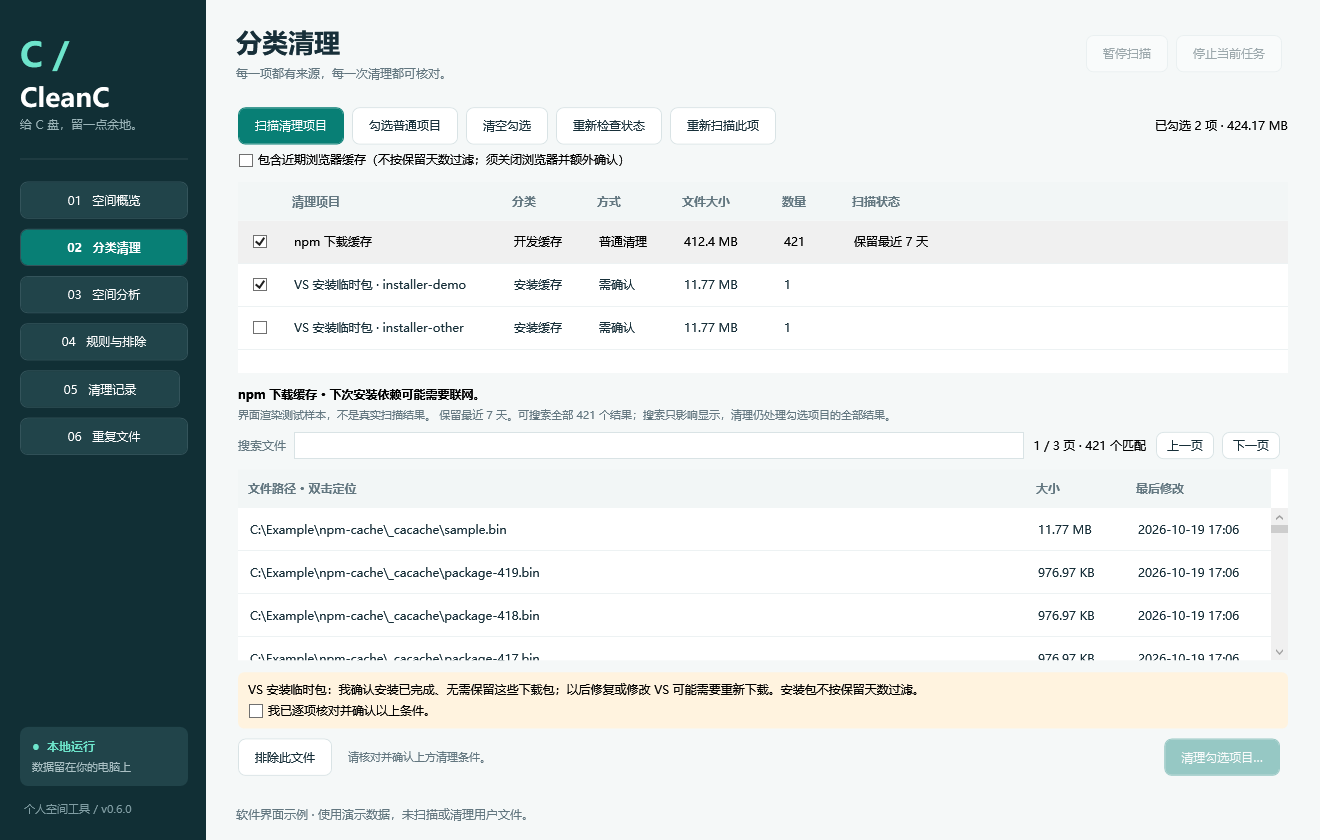 C /
CleanC
给 C 盘，留一点余地。
01 空间概览
02 分类清理
03 空间分析
04 规则与排除
05 清理记录
06 重复文件
● 本地运行
数据留在你的电脑上
个人空间工具 / v0.6.0
分类清理
每一项都有来源，每一次清理都可核对。
暂停扫描 停止当前任务
扫描清理项目 勾选普通项目 清空勾选 重新检查状态 重新扫描此项 已勾选 2 项 · 424.17 MB
包含近期浏览器缓存（不按保留天数过滤；须关闭浏览器并额外确认）
清理项目 分类 方式 文件大小 数量 扫描状态
npm 下载缓存 开发缓存 普通清理 412.4 MB 421 保留最近 7 天
VS 安装临时包 · installer-demo 安装缓存 需确认 11.77 MB 1
VS 安装临时包 · installer-other 安装缓存 需确认 11.77 MB 1
npm 下载缓存 · 下次安装依赖可能需要联网。
界面渲染测试样本，不是真实扫描结果。 保留最近 7 天。可搜索全部 421 个结果；搜索只影响显示，清理仍处理勾选项目的全部结果。
搜索文件 1 / 3 页 · 421 个匹配 上一页 下一页
文件路径 · 双击定位 大小 最后修改
C:\Example\npm-cache\_cacache\sample.bin 11.77 MB 2026-10-19 17:06
C:\Example\npm-cache\_cacache\package-419.bin 976.97 KB 2026-10-19 17:06
C:\Example\npm-cache\_cacache\package-418.bin 976.97 KB 2026-10-19 17:06
C:\Example\npm-cache\_cacache\package-417.bin 976.97 KB 2026-10-19 17:06
VS 安装临时包：我确认安装已完成、无需保留这些下载包；以后修复或修改 VS 可能需要重新下载。安装包不按保留天数过滤。
我已逐项核对并确认以上条件。
排除此文件 请核对并确认上方清理条件。 清理勾选项目...
软件界面示例 · 使用演示数据，未扫描或清理用户文件。